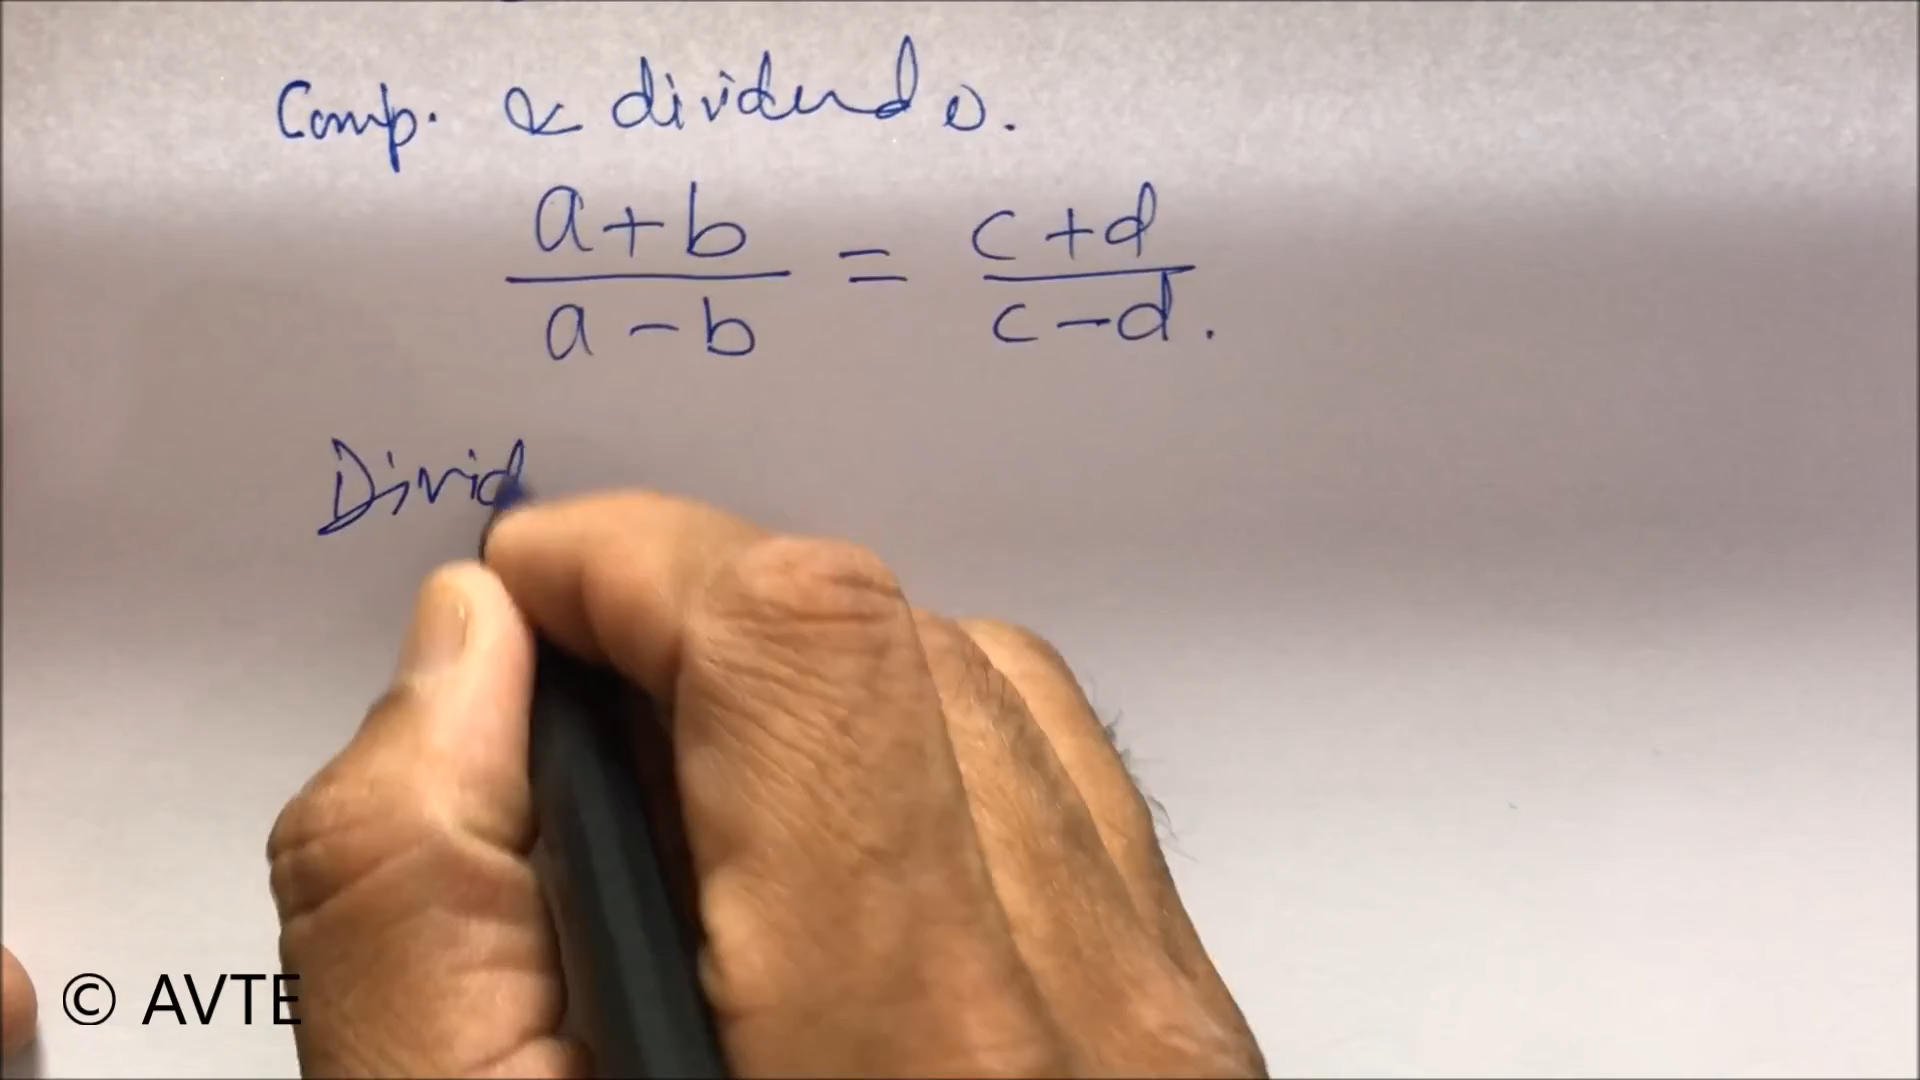 Comp. & dividendo.
a+b / a-b = c+d / c-d.
Divid
© AVTE